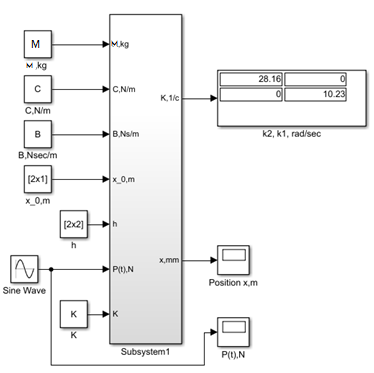 M
M,kg
M,kg
C
C,N/m
C,N/m
K,1/c
28.16 0
0 10.23
k2, k1, rad/sec
B
B,Nsec/m
B,Ns/m
[2x1]
x_0,m
x_0,m
[2x2]
h
h
Sine Wave
P(t),N
x,mm
Position x,m
K
K
K
Subsystem1
P(t),N